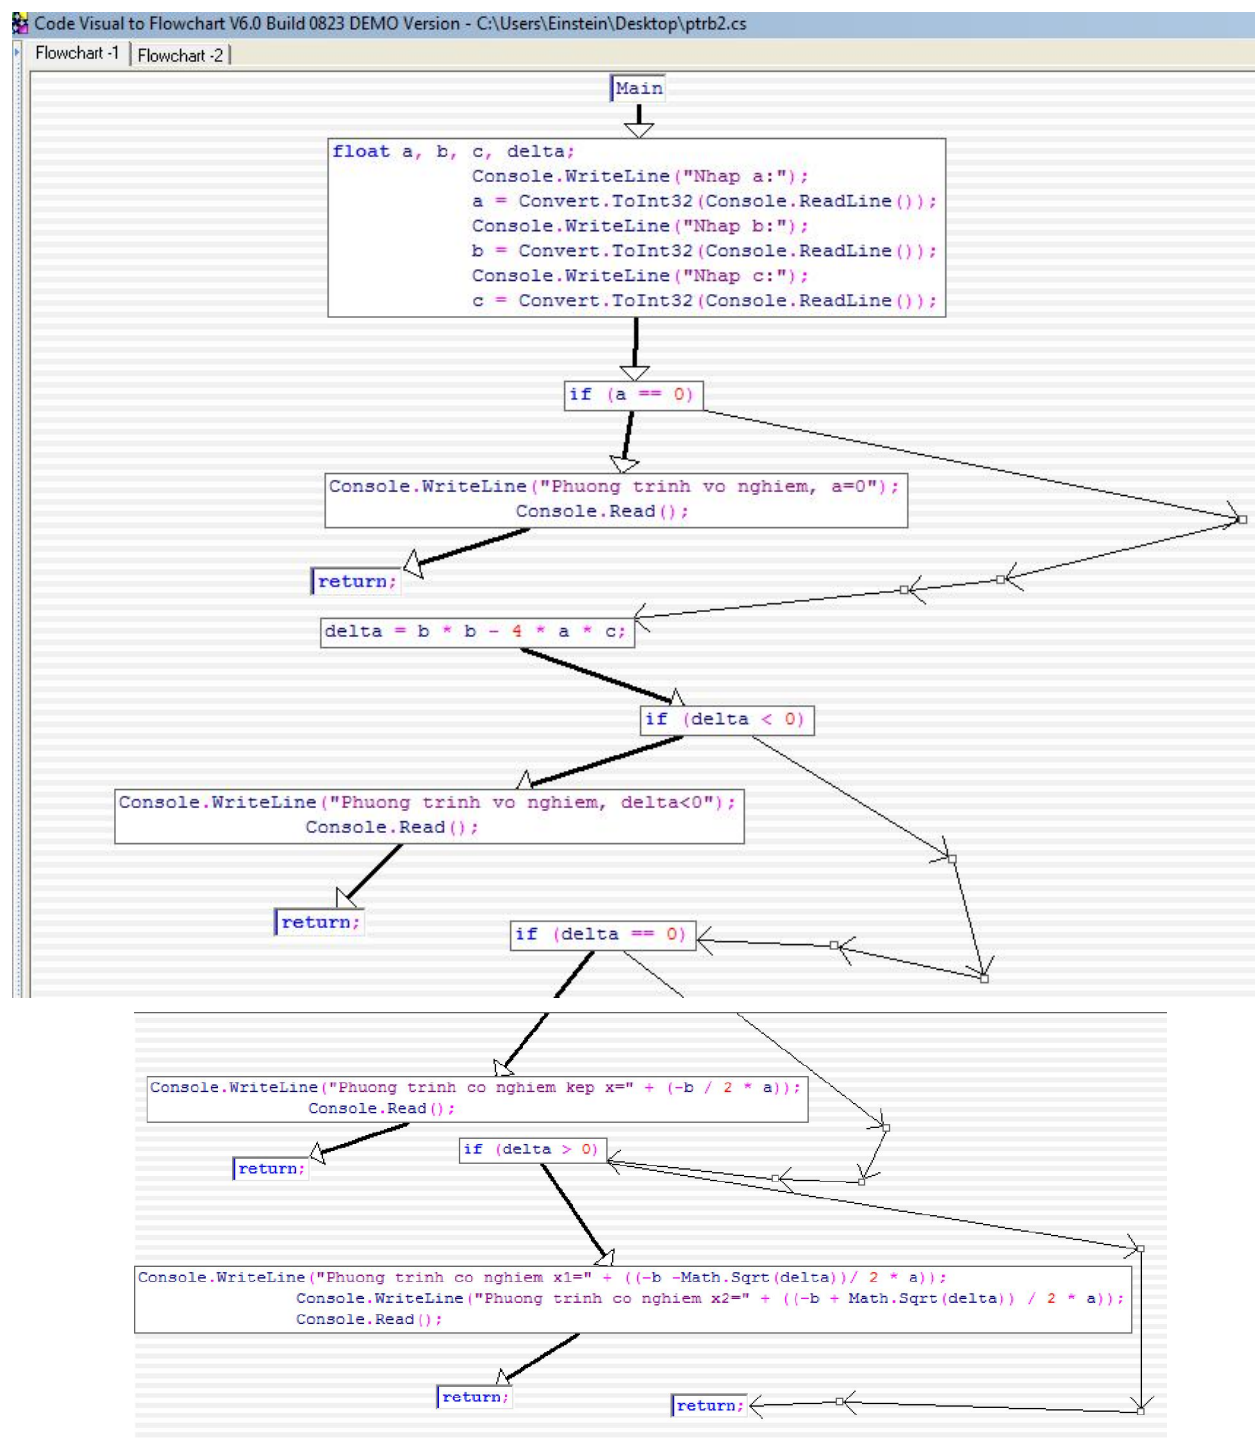 Code Visual to Flowchart V6.0 Build 0823 DEMO Version - C:\Users\Einstein\Desktop\ptrb2.cs
Flowchart -1 Flowchart -2
Main
float a, b, c, delta;
Console.WriteLine("Nhap a:");
a = Convert.ToInt32(Console.ReadLine());
Console.WriteLine("Nhap b:");
b = Convert.ToInt32(Console.ReadLine());
Console.WriteLine("Nhap c:");
c = Convert.ToInt32(Console.ReadLine());
if (a == 0)
Console.WriteLine("Phuong trinh vo nghiem, a=0");
Console.Read();
return;
delta = b * b - 4 * a * c;
if (delta < 0)
Console.WriteLine("Phuong trinh vo nghiem, delta<0");
Console.Read();
return;
if (delta == 0)
Console.WriteLine("Phuong trinh co nghiem kep x=" + (-b / 2 * a));
Console.Read();
if (delta > 0)
return;
Console.WriteLine("Phuong trinh co nghiem x1=" + ((-b -Math.Sqrt(delta))/ 2 * a));
Console.WriteLine("Phuong trinh co nghiem x2=" + ((-b + Math.Sqrt(delta)) / 2 * a));
Console.Read();
return;
return;